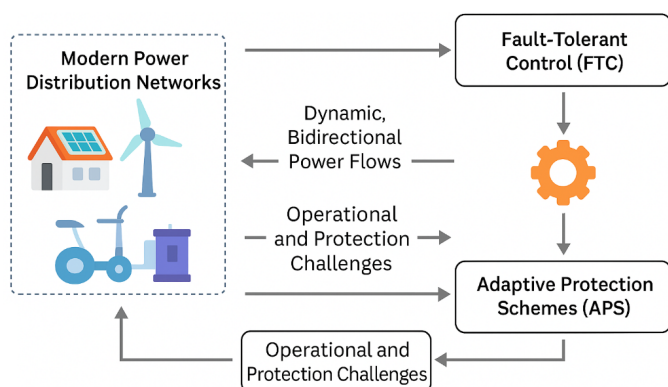 Modern Power
Distribution Networks
Fault-Tolerant
Control (FTC)
Dynamic,
Bidirectional
Power Flows
Operational
and Protection
Challenges
Adaptive Protection
Schemes (APS)
Operational and
Protection Challenges